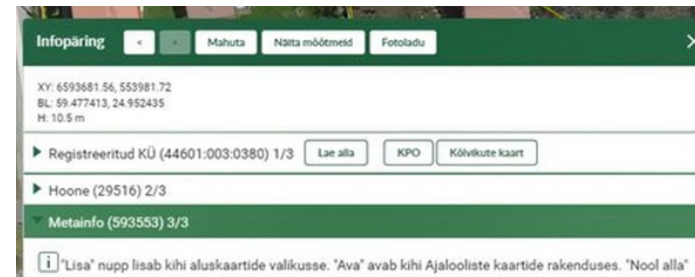 Infopäring < > Mahuta Näita mõõtmeid Fotoladu ×
XY: 6593681.56, 553981.72
BL: 59.477413, 24.952435
H: 10.5 m
Registreeritud KÜ (44601:003:0380) 1/3 Lae alla KPO Kõlvikute kaart
Hoone (29516) 2/3
Metainfo (593553) 3/3
i "Lisa" nupp lisab kihi aluskaartide valikusse. "Ava" avab kihi Ajalooliste kaartide rakenduses. "Nool alla"